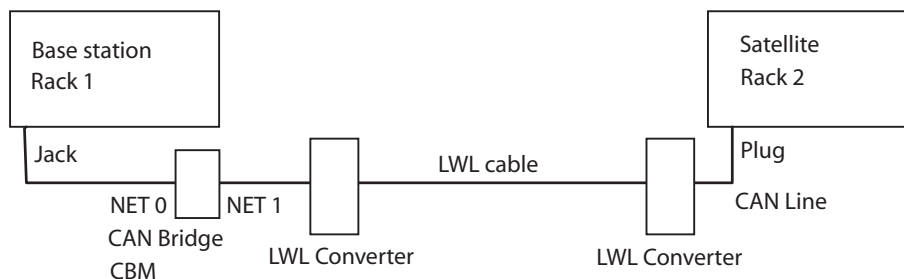 Base station
Rack 1
Satellite
Rack 2
Jack
LWL cable
Plug
NET 0
NET 1
CAN Line
CAN Bridge
CBM
LWL Converter
LWL Converter